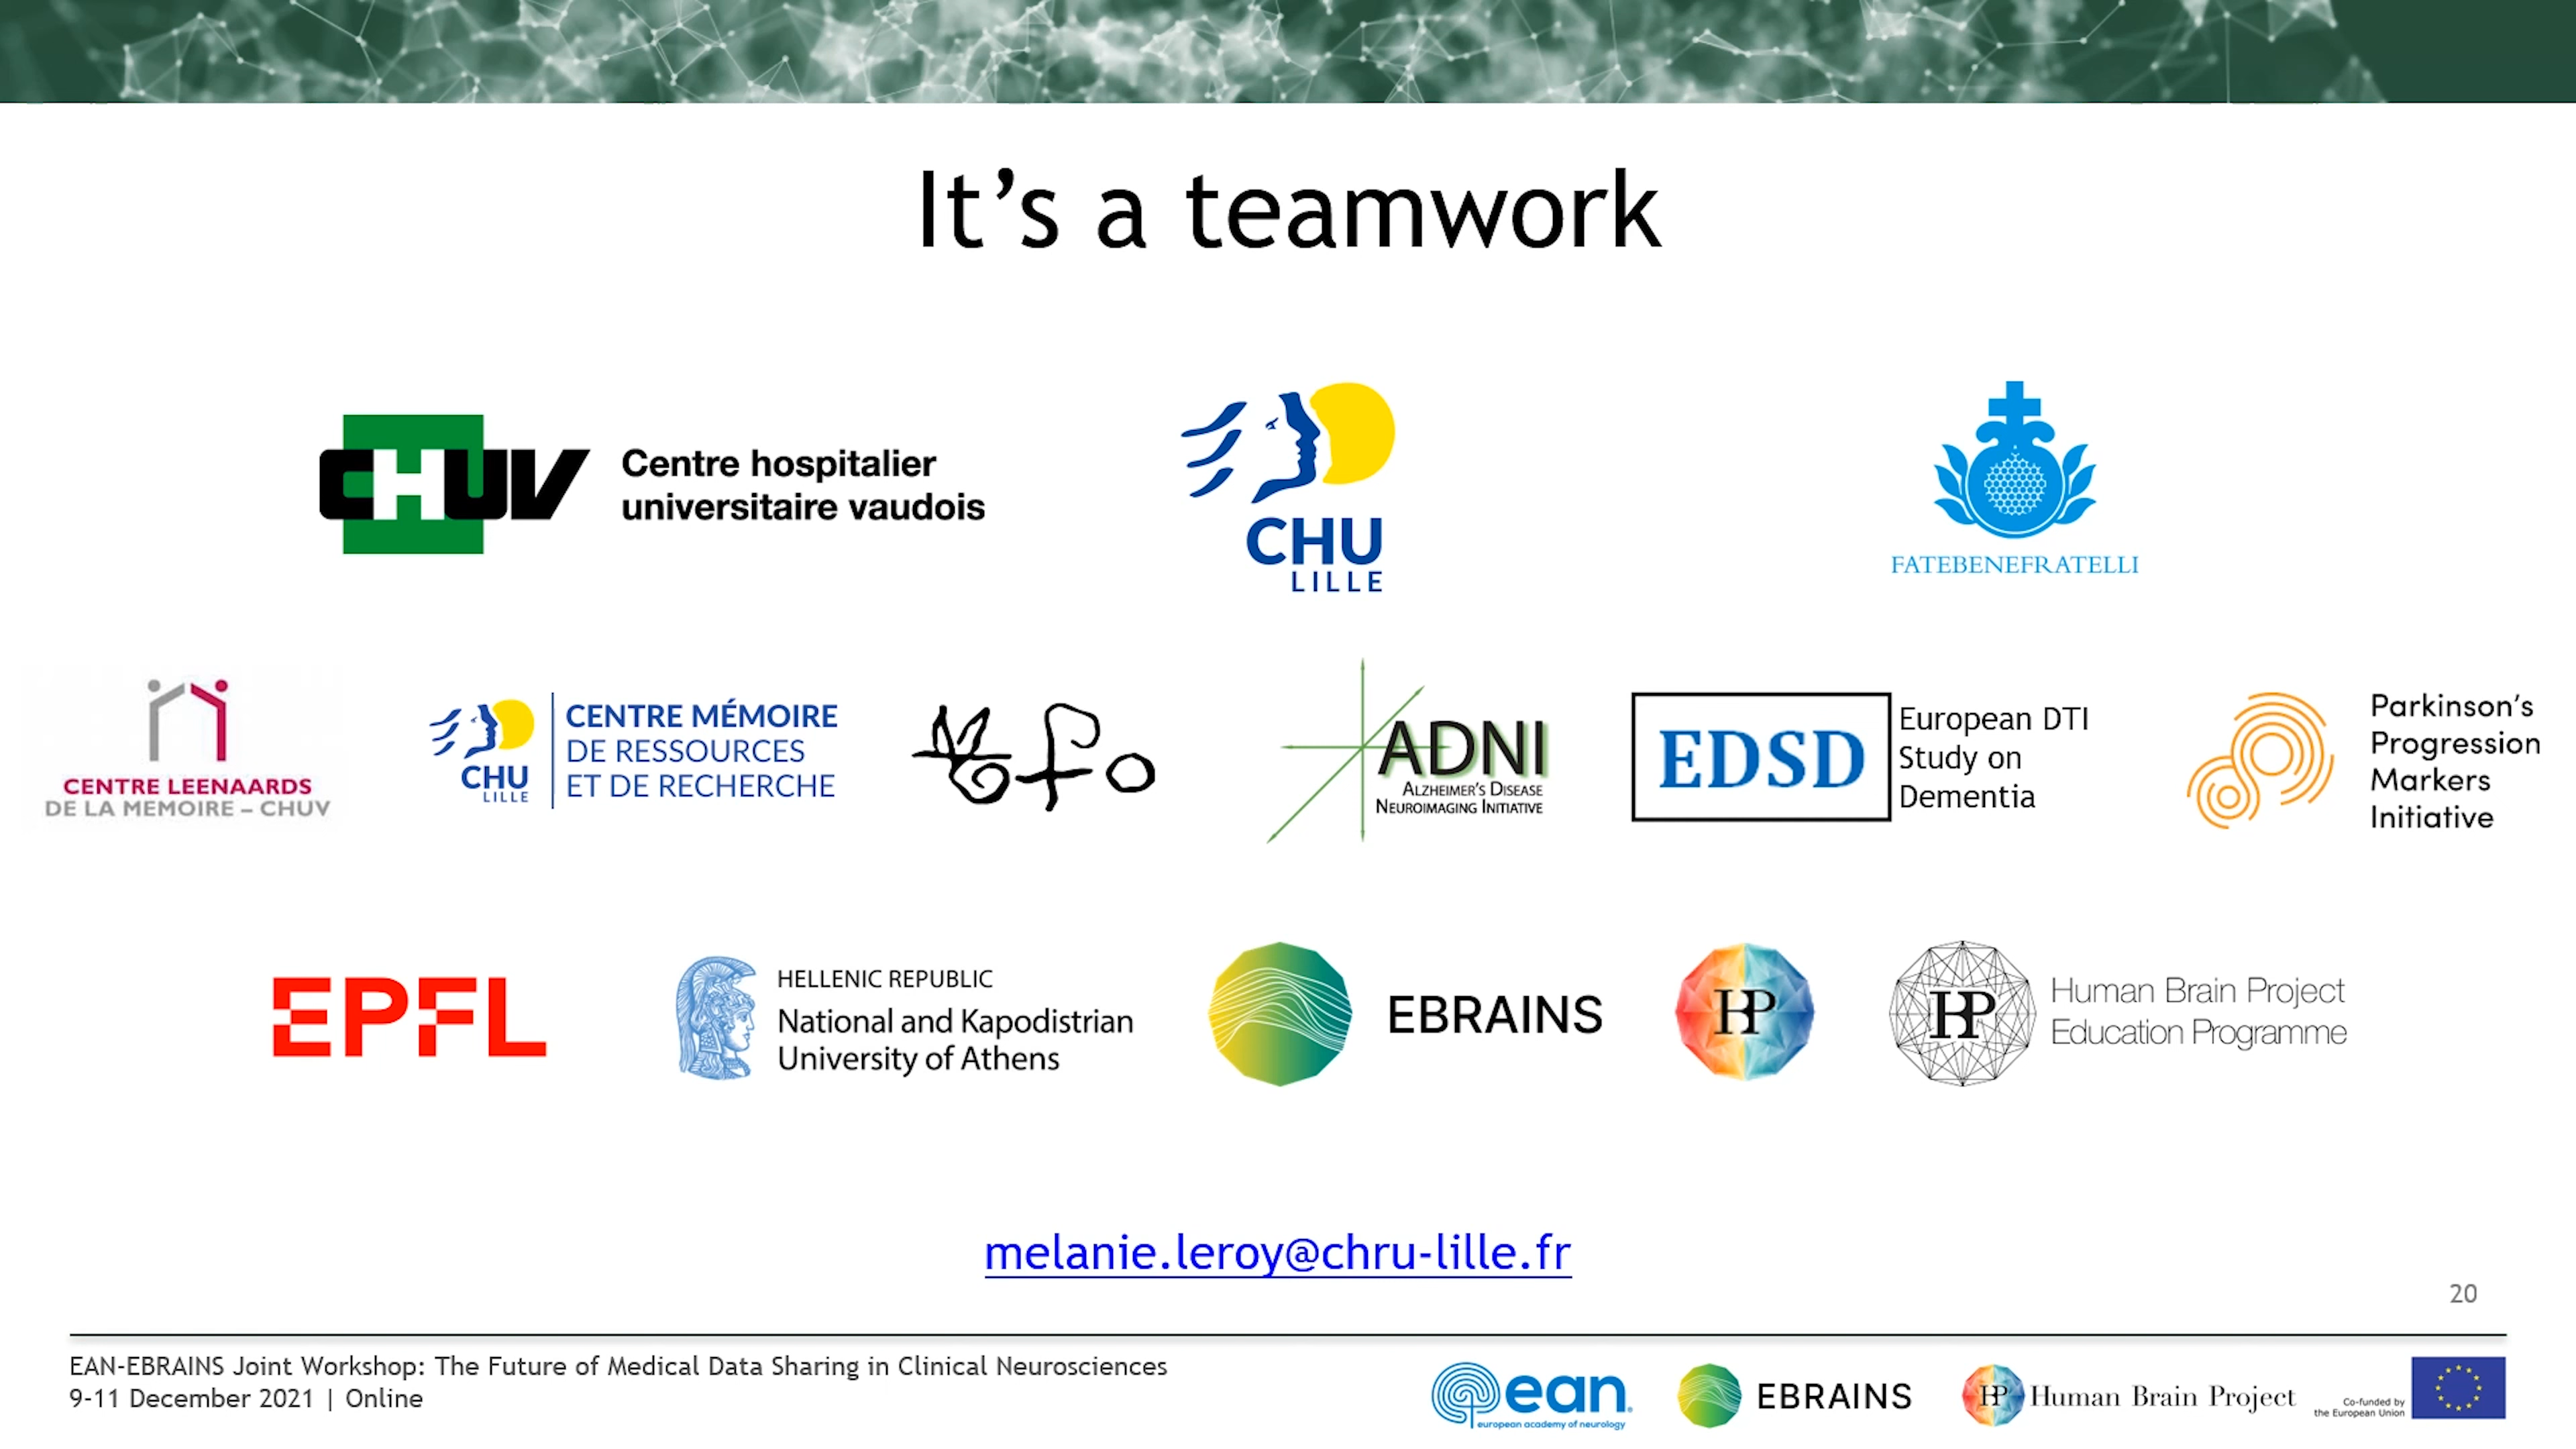 It’s a teamwork
CHUV
Centre hospitalier
universitaire vaudois
CHU
LILLE
FATEBENEFRATELLI
CENTRE LEENAARDS
DE LA MEMOIRE – CHUV
CHU
LILLE
CENTRE MÉMOIRE
DE RESSOURCES
ET DE RECHERCHE
ADNI
ALZHEIMER’S DISEASE
NEUROIMAGING INITIATIVE
EDSD
European DTI
Study on
Dementia
Parkinson’s
Progression
Markers
Initiative
EPFL
HELLENIC REPUBLIC
National and Kapodistrian
University of Athens
EBRAINS
HBP
HBP
Human Brain Project
Education Programme
melanie.leroy@chru-lille.fr
20
EAN-EBRAINS Joint Workshop: The Future of Medical Data Sharing in Clinical Neurosciences
9-11 December 2021 | Online
ean
european academy of neurology
EBRAINS
HBP
Human Brain Project
Co-funded by
the European Union